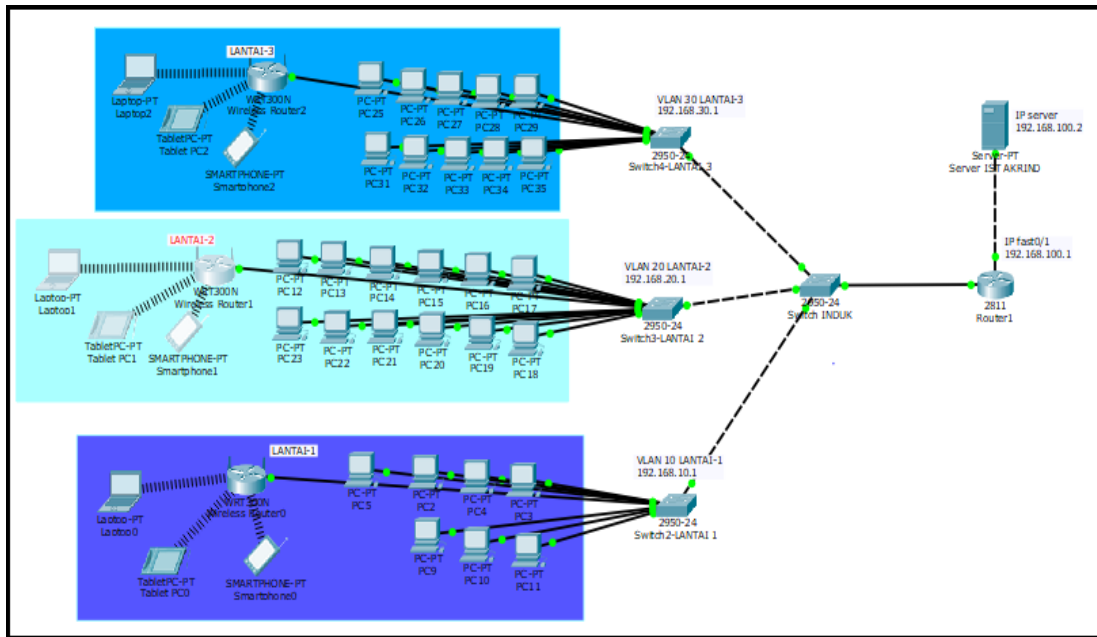 LANTAI-3
Laptop-PT
Laptop2
WRT300N
Wireless Router2
TabletPC-PT
Tablet PC2
SMARTPHONE-PT
Smartphone2
PC-PT
PC25
PC-PT
PC26
PC-PT
PC27
PC-PT
PC28
PC-PT
PC29
PC-PT
PC31
PC-PT
PC32
PC-PT
PC33
PC-PT
PC34
PC-PT
PC35
VLAN 30 LANTAI-3
192.168.30.1
2950-24
Switch4-LANTAI 3
IP server
192.168.100.2
Server-PT
Server IST AKRIND
LANTAI-2
Laptop-PT
Laptop1
WRT300N
Wireless Router1
TabletPC-PT
Tablet PC1
SMARTPHONE-PT
Smartphone1
PC-PT
PC12
PC-PT
PC13
PC-PT
PC14
PC-PT
PC15
PC-PT
PC16
PC-PT
PC17
PC-PT
PC23
PC-PT
PC22
PC-PT
PC21
PC-PT
PC20
PC-PT
PC19
PC-PT
PC18
VLAN 20 LANTAI-2
192.168.20.1
2950-24
Switch3-LANTAI 2
2950-24
Switch INDUK
IP fast0/1
192.168.100.1
2811
Router1
LANTAI-1
Laptop-PT
Laptop0
WRT300N
Wireless Router0
TabletPC-PT
Tablet PC0
SMARTPHONE-PT
Smartphone0
PC-PT
PC5
PC-PT
PC2
PC-PT
PC4
PC-PT
PC3
PC-PT
PC9
PC-PT
PC10
PC-PT
PC11
VLAN 10 LANTAI-1
192.168.10.1
2950-24
Switch2-LANTAI 1